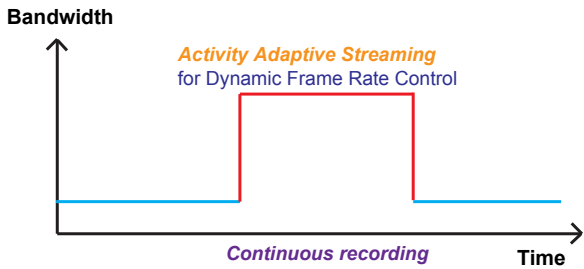 Bandwidth
Activity Adaptive Streaming
for Dynamic Frame Rate Control
Continuous recording
Time